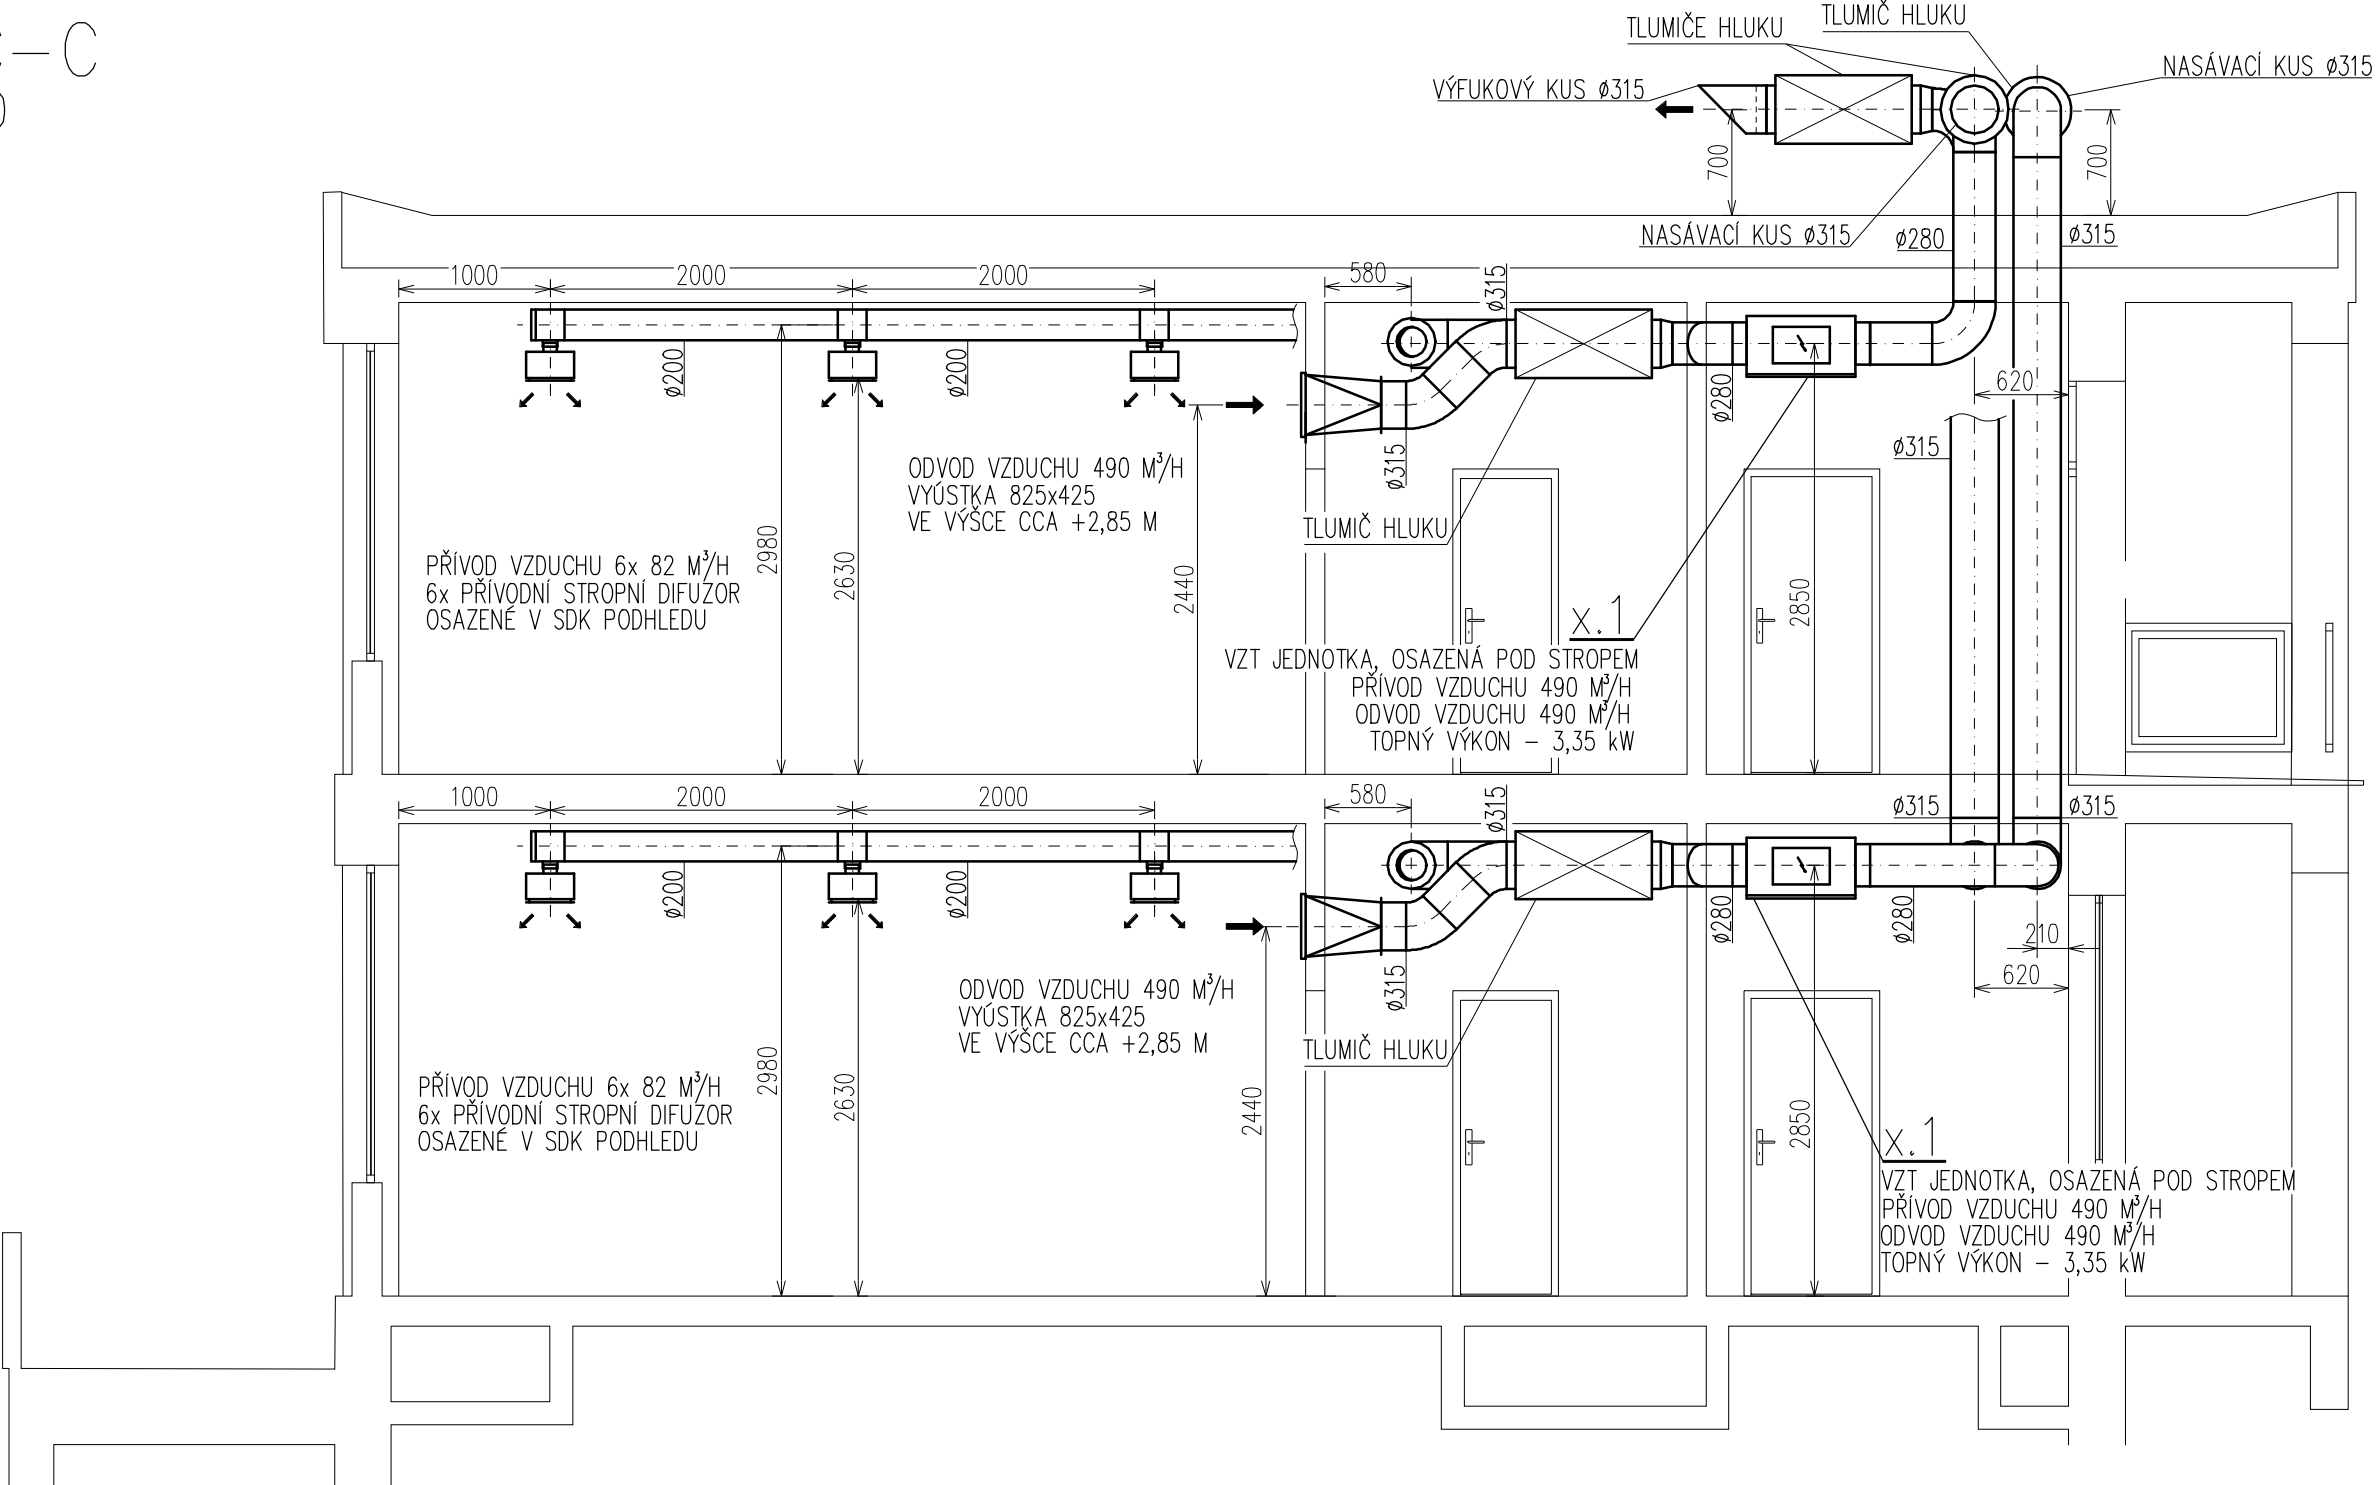 C-C
TLUMIČE HLUKU
TLUMIČ HLUKU
NASÁVACÍ KUS ø315
VÝFUKOVÝ KUS ø315
700
700
NASÁVACÍ KUS ø315
ø280
ø315
1000
2000
2000
580
ø315
ø200
ø200
ø280
620
ø315
ø315
ODVOD VZDUCHU 490 M³/H
VYÚSTKA 825x425
VE VÝŠCE CCA +2,85 M
TLUMIČ HLUKU
2980
2630
2440
2850
PŘÍVOD VZDUCHU 6x 82 M³/H
6x PŘÍVODNÍ STROPNÍ DIFUZOR
OSAZENÉ V SDK PODHLEDU
x.1
VZT JEDNOTKA, OSAZENÁ POD STROPEM
PŘÍVOD VZDUCHU 490 M³/H
ODVOD VZDUCHU 490 M³/H
TOPNÝ VÝKON - 3,35 kW
1000
2000
2000
580
ø315
ø315
ø315
ø200
ø200
ø280
ø280
210
620
ø315
ODVOD VZDUCHU 490 M³/H
VYÚSTKA 825x425
VE VÝŠCE CCA +2,85 M
TLUMIČ HLUKU
2980
2630
2440
2850
PŘÍVOD VZDUCHU 6x 82 M³/H
6x PŘÍVODNÍ STROPNÍ DIFUZOR
OSAZENÉ V SDK PODHLEDU
x.1
VZT JEDNOTKA, OSAZENÁ POD STROPEM
PŘÍVOD VZDUCHU 490 M³/H
ODVOD VZDUCHU 490 M³/H
TOPNÝ VÝKON - 3,35 kW